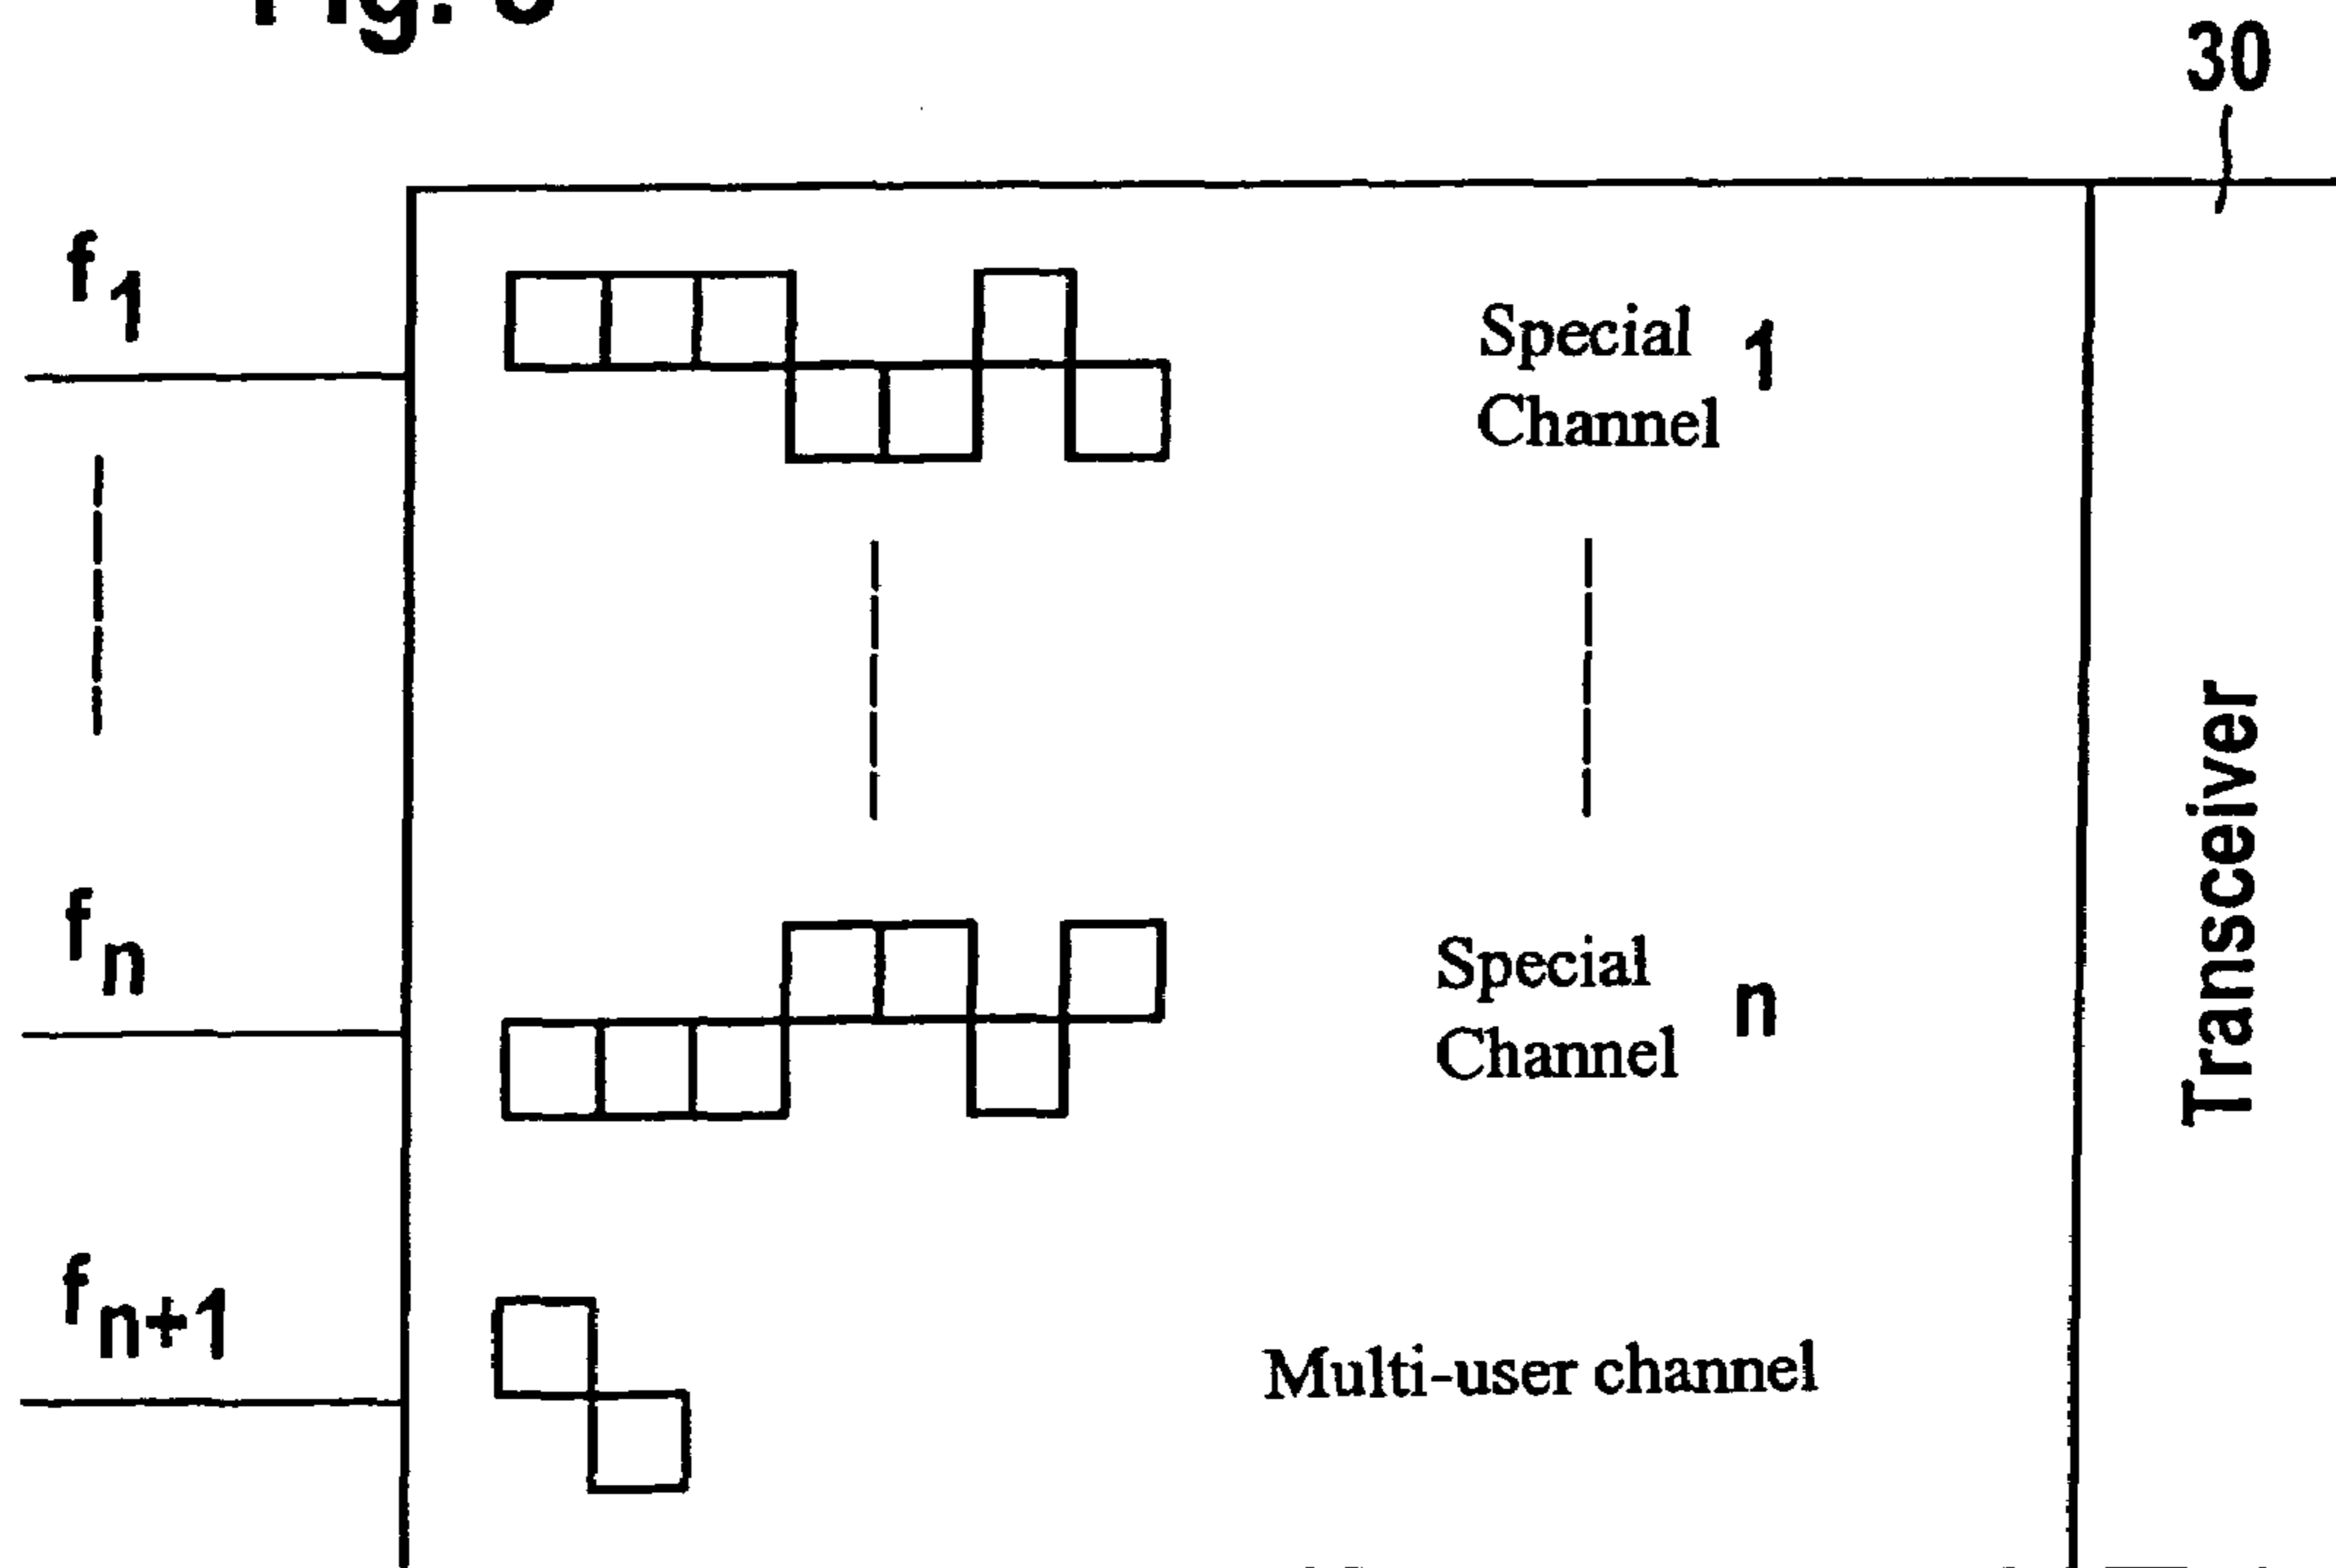 30
f1
Special 1
Channel
fn
Special n
Channel
Transceiver
fn+1
Multi-user channel